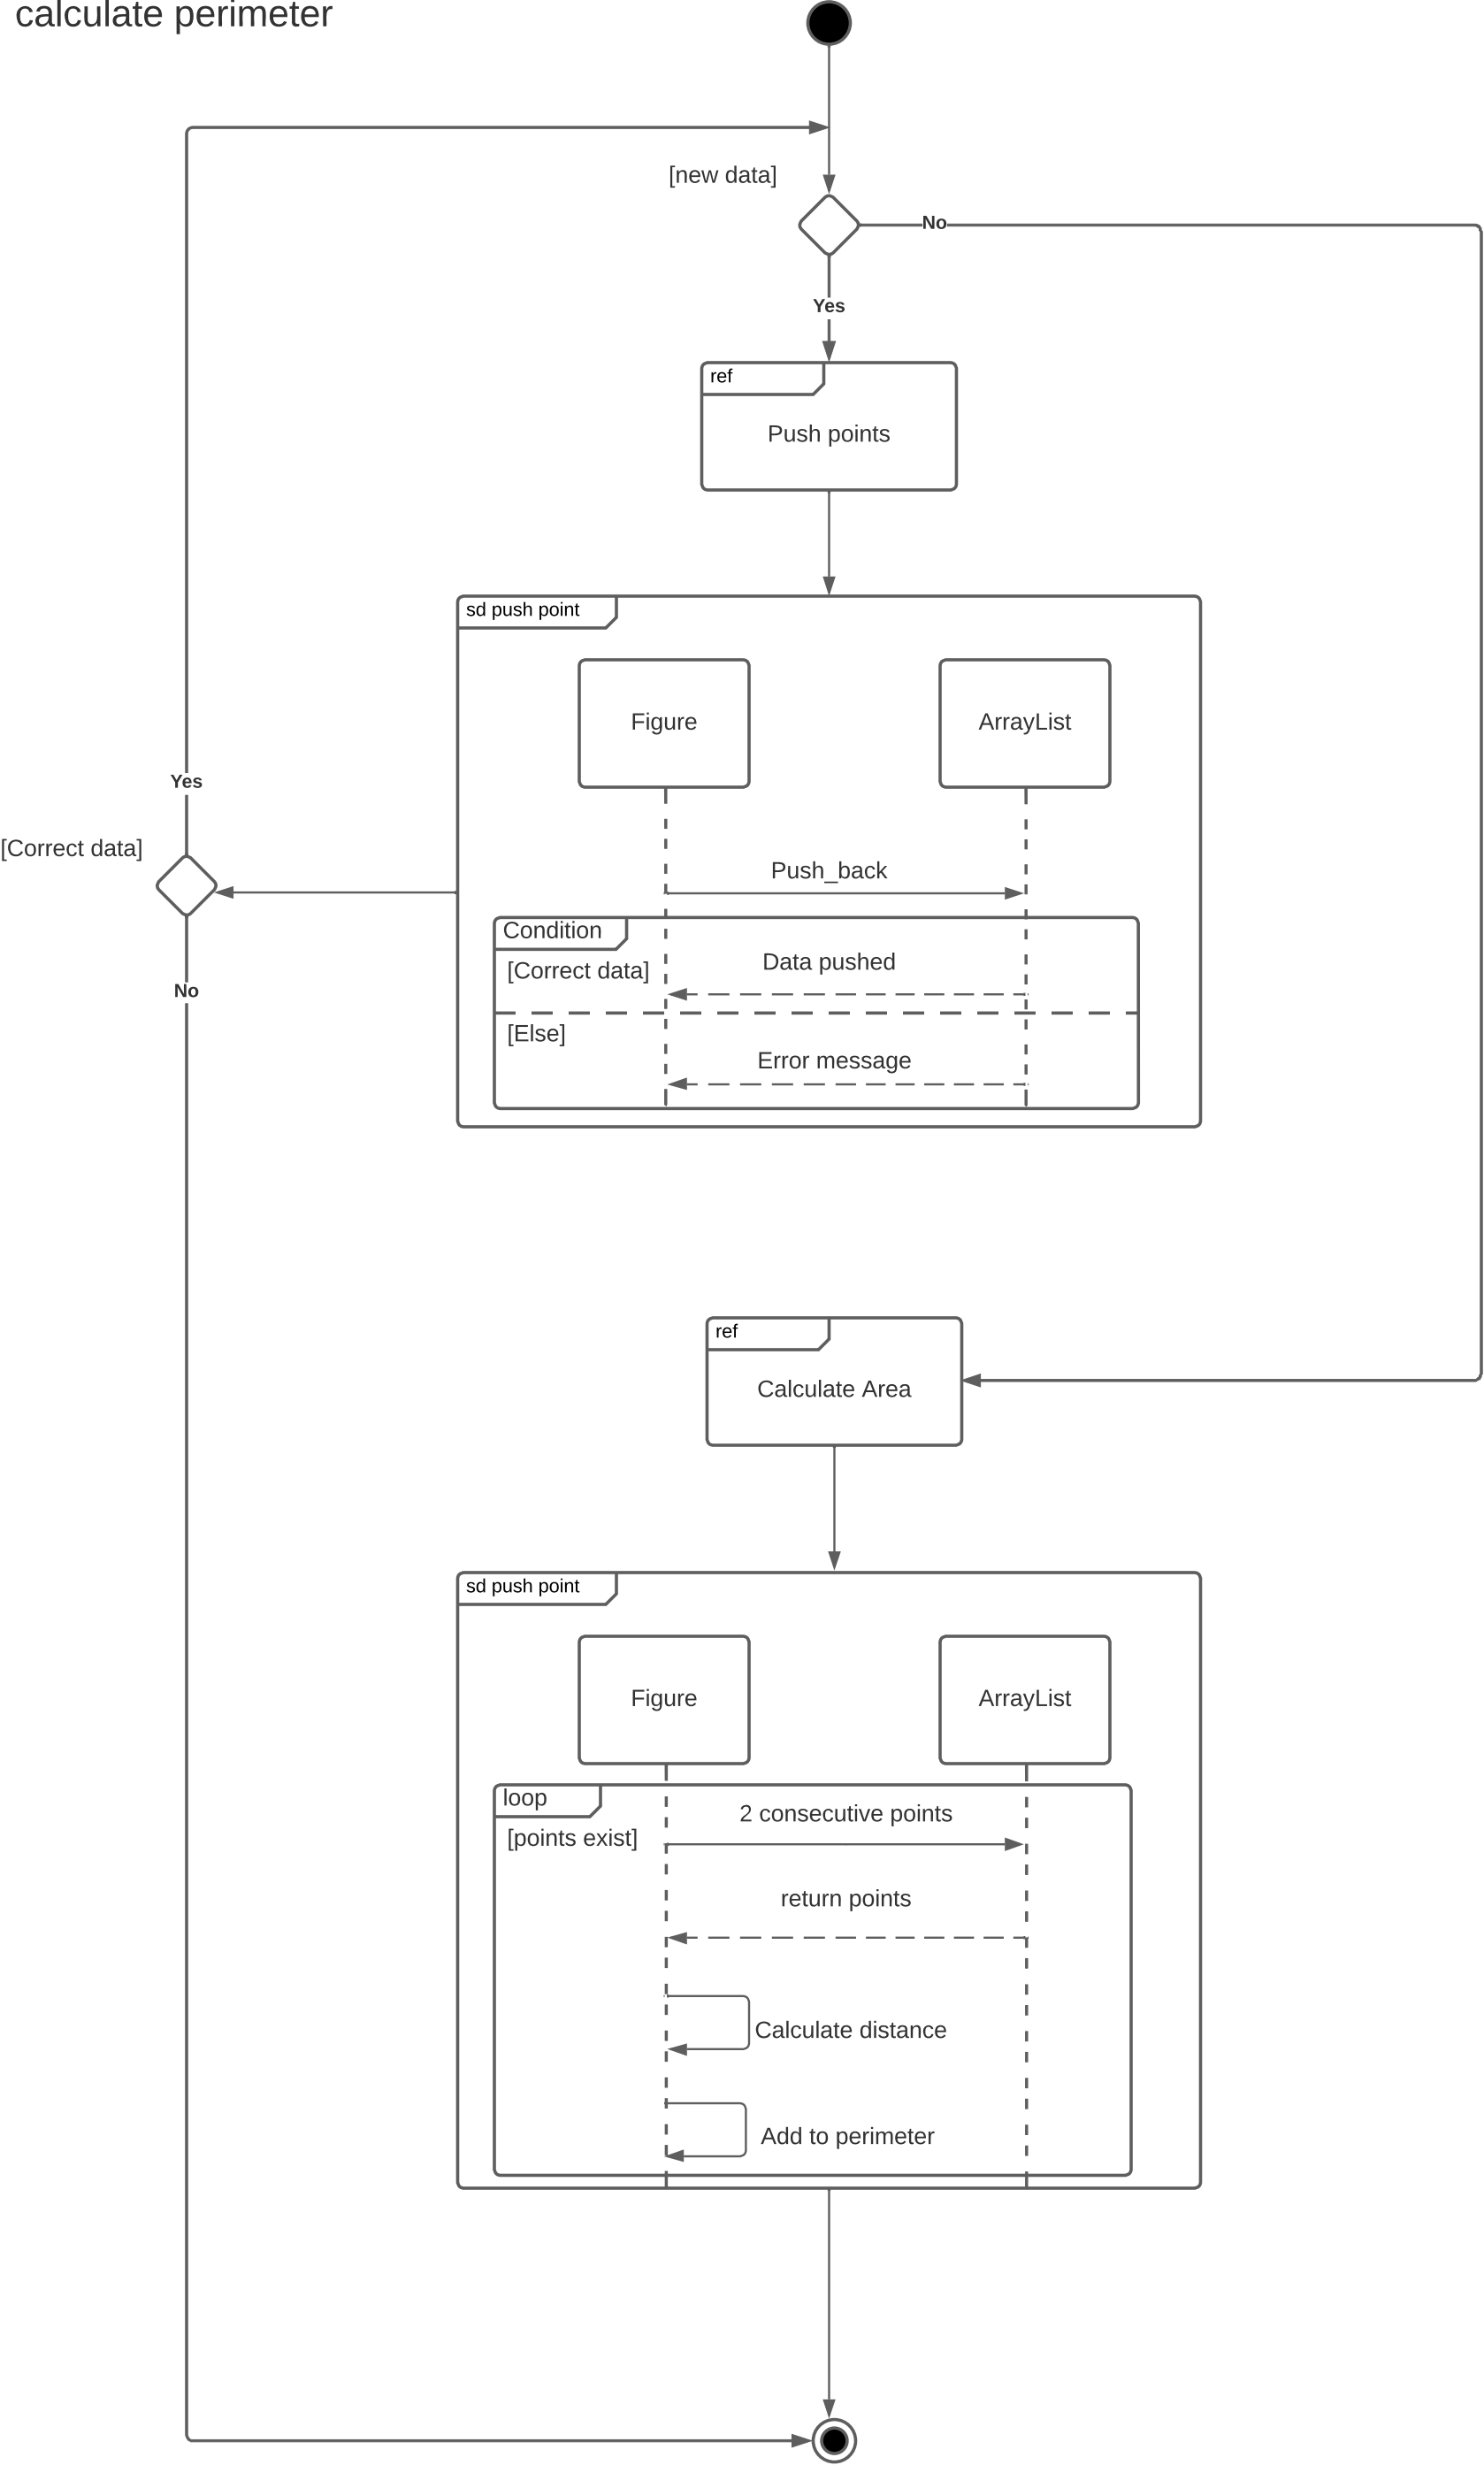 calculate perimeter
[new data]
No
Yes
ref
Push points
sd push point
Figure
ArrayList
Yes
[Correct data]
Push_back
Condition
[Correct data]
Data pushed
No
[Else]
Error message
ref
Calculate Area
sd push point
Figure
ArrayList
loop
2 consecutive points
[points exist]
return points
Calculate distance
Add to perimeter